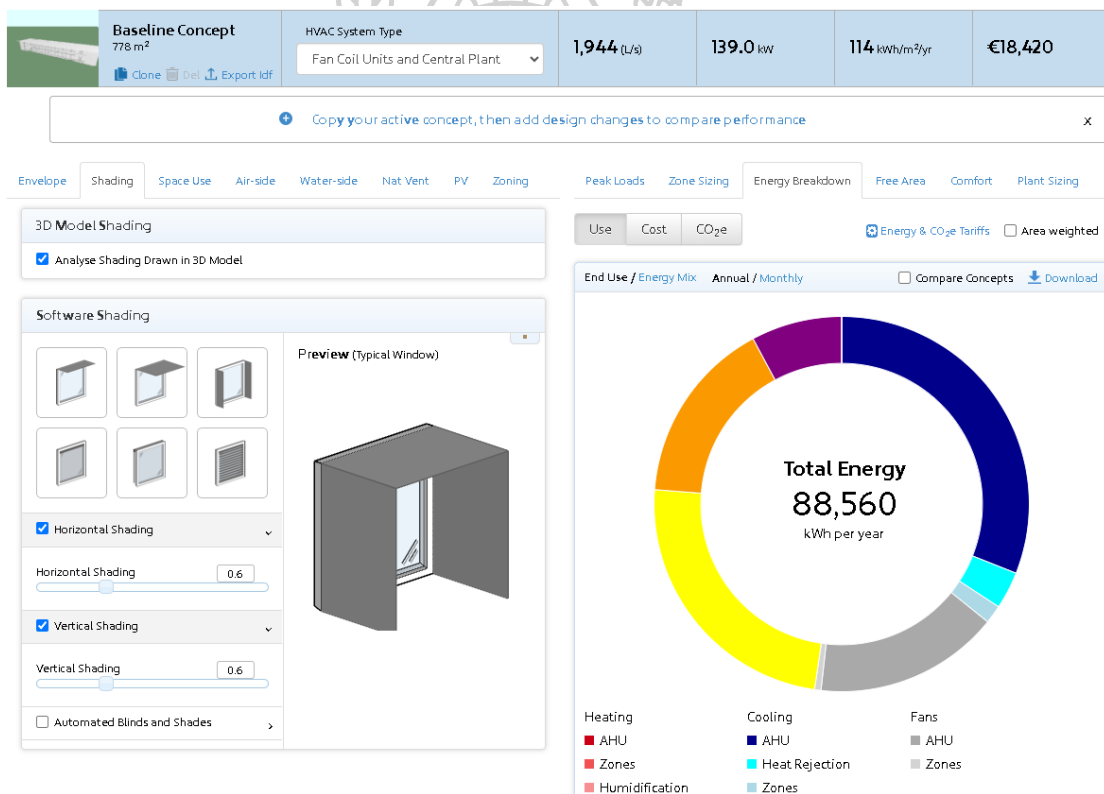 Baseline Concept
778 m²
Clone Del Export Idf
HVAC System Type
Fan Coil Units and Central Plant
1,944 (L/s)
139.0 kW
114 kWh/m²/yr
€18,420
Copy your active concept, then add design changes to compare performance
x
Envelope Shading Space Use Air-side Water-side Nat Vent PV Zoning
3D Model Shading
Analyse Shading Drawn in 3D Model
Software Shading
Preview (Typical Window)
Horizontal Shading
Horizontal Shading 0.6
Vertical Shading
Vertical Shading 0.6
Automated Blinds and Shades
Peak Loads Zone Sizing Energy Breakdown Free Area Comfort Plant Sizing
Use Cost CO₂e
Energy & CO₂e Tariffs Area weighted
End Use / Energy Mix Annual / Monthly Compare Concepts Download
Total Energy
88,560
kWh per year
Heating Cooling Fans
AHU AHU AHU
Zones Heat Rejection Zones
Humidification Zones